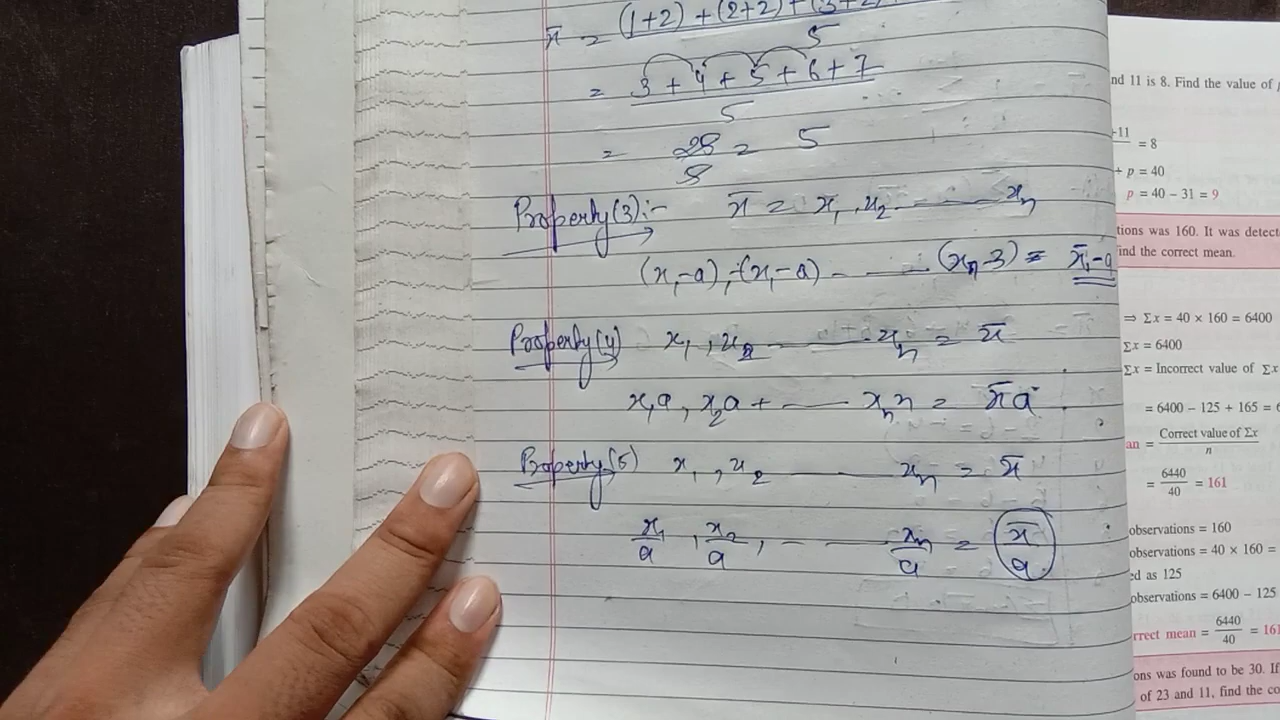 x̄ = (1+2) + (2+2) + (3+2)
5
= 3 + 4 + 5 + 6 + 7
5
= 28/5 = 5
Property(3):- x̄ = x₁, x₂ ------ xₙ
(x₁-a), (x₁-a) - —— (xₙ-3) = x̄₁-a
Property(4) x₁, x₂ ------ xₙ = x̄
x₁a, x₂a + - —— xₙn = x̄a
Property(5) x₁, x₂ ------ xₙ = x̄
x₁/a, x₂/a, - - —— xₙ/a = x̄/a
nd 11 is 8. Find the value of
+11
— = 8
+ p = 40
p = 40 − 31 = 9
tions was 160. It was detect
ind the correct mean.
⇒ Σx = 40 × 160 = 6400
Σx = 6400
Σx = Incorrect value of Σx
= 6400 − 125 + 165 = 6
an = Correct value of Σx / n
= 6440/40 = 161
observations = 160
observations = 40 × 160 =
ed as 125
observations = 6400 − 125
rrect mean = 6440/40 = 161
ons was found to be 30. If
of 23 and 11, find the co